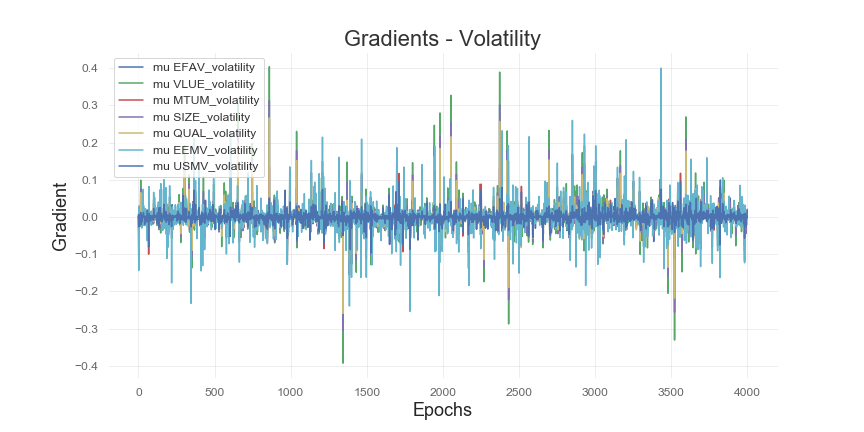 Gradients - Volatility
mu EFAV_volatility
mu VLUE_volatility
mu MTUM_volatility
mu SIZE_volatility
mu QUAL_volatility
mu EEMV_volatility
mu USMV_volatility
0.4
0.3
0.2
0.1
0.0
−0.1
−0.2
−0.3
−0.4
Gradient
0 500 1000 1500 2000 2500 3000 3500 4000
Epochs